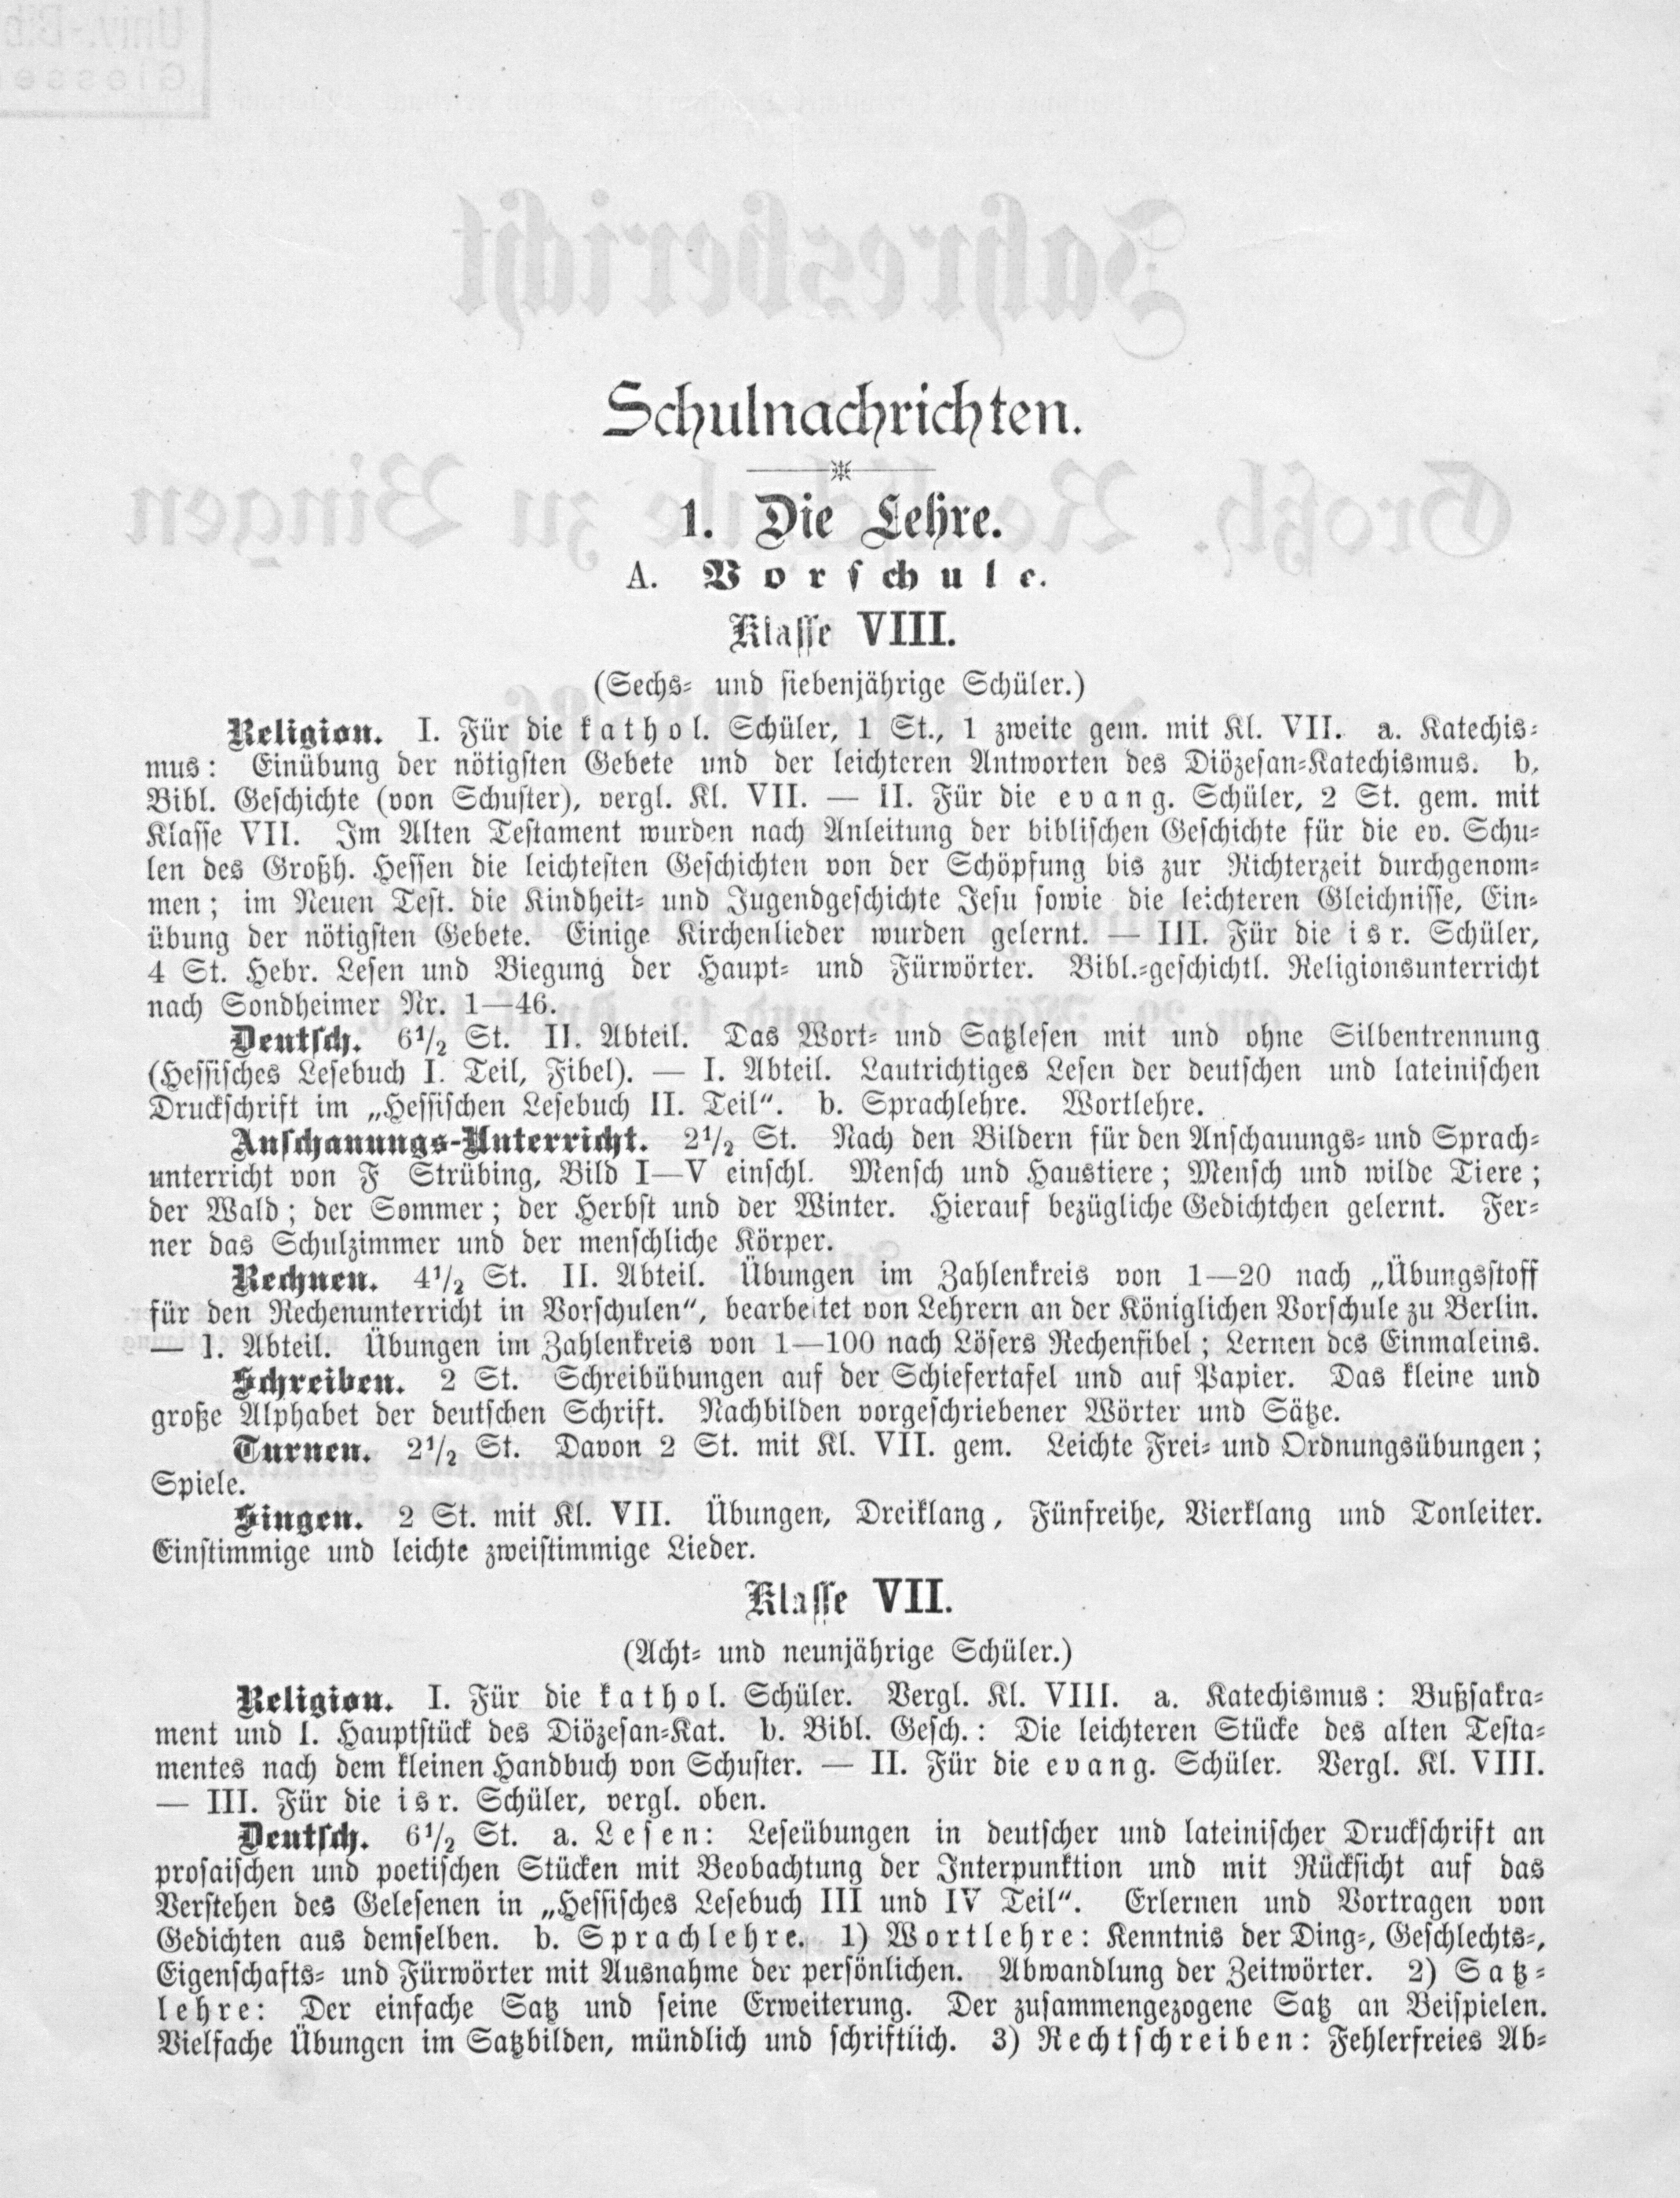 Schulnachrichten.
1. Die Lehre.
A. Vorschule.
Klasse VIII.
(Sechs- und siebenjährige Schüler.)
Religion. I. Für die kathol. Schüler, 1 St., 1 zweite gem. mit Kl. VII. a. Katechis-
mus: Einübung der nötigsten Gebete und der leichteren Antworten des Diözesan-Katechismus. b.
Bibl. Geschichte (von Schuster), vergl. Kl. VII. — II. Für die evang. Schüler, 2 St. gem. mit
Klasse VII. Im Alten Testament wurden nach Anleitung der biblischen Geschichte für die ev. Schu-
len des Großh. Hessen die leichtesten Geschichten von der Schöpfung bis zur Richterzeit durchgenom-
men; im Neuen Test. die Kindheit- und Jugendgeschichte Jesu sowie die leichteren Gleichnisse, Ein-
übung der nötigsten Gebete. Einige Kirchenlieder wurden gelernt. — III. Für die isr. Schüler,
4 St. Hebr. Lesen und Biegung der Haupt- und Fürwörter. Bibl.-geschichtl. Religionsunterricht
nach Sondheimer Nr. 1—46.
Deutsch. 6 1/2 St. II. Abteil. Das Wort- und Satzlesen mit und ohne Silbentrennung
(Hessisches Lesebuch I. Teil, Fibel). — I. Abteil. Lautrichtiges Lesen der deutschen und lateinischen
Druckschrift im „Hessischen Lesebuch II. Teil“. b. Sprachlehre. Wortlehre.
Anschauungs-Unterricht. 2 1/2 St. Nach den Bildern für den Anschauungs- und Sprach-
unterricht von F Strübing, Bild I—V einschl. Mensch und Haustiere; Mensch und wilde Tiere;
der Wald; der Sommer; der Herbst und der Winter. Hierauf bezügliche Gedichtchen gelernt. Fer-
ner das Schulzimmer und der menschliche Körper.
Rechnen. 4 1/2 St. II. Abteil. Übungen im Zahlenkreis von 1—20 nach „Übungsstoff
für den Rechenunterricht in Vorschulen“, bearbeitet von Lehrern an der Königlichen Vorschule zu Berlin.
— I. Abteil. Übungen im Zahlenkreis von 1—100 nach Lösers Rechenfibel; Lernen des Einmaleins.
Schreiben. 2 St. Schreibübungen auf der Schiefertafel und auf Papier. Das kleine und
große Alphabet der deutschen Schrift. Nachbilden vorgeschriebener Wörter und Sätze.
Turnen. 2 1/2 St. Davon 2 St. mit Kl. VII. gem. Leichte Frei- und Ordnungsübungen;
Spiele.
Singen. 2 St. mit Kl. VII. Übungen, Dreiklang, Fünfreihe, Vierklang und Tonleiter.
Einstimmige und leichte zweistimmige Lieder.
Klasse VII.
(Acht- und neunjährige Schüler.)
Religion. I. Für die kathol. Schüler. Vergl. Kl. VIII. a. Katechismus: Bußsakra-
ment und I. Hauptstück des Diözesan-Kat. b. Bibl. Gesch.: Die leichteren Stücke des alten Testa-
mentes nach dem kleinen Handbuch von Schuster. — II. Für die evang. Schüler. Vergl. Kl. VIII.
— III. Für die isr. Schüler, vergl. oben.
Deutsch. 6 1/2 St. a. Lesen: Leseübungen in deutscher und lateinischer Druckschrift an
prosaischen und poetischen Stücken mit Beobachtung der Interpunktion und mit Rücksicht auf das
Verstehen des Gelesenen in „Hessisches Lesebuch III und IV Teil“. Erlernen und Vortragen von
Gedichten aus demselben. b. Sprachlehre. 1) Wortlehre: Kenntnis der Ding-, Geschlechts-,
Eigenschafts- und Fürwörter mit Ausnahme der persönlichen. Abwandlung der Zeitwörter. 2) Satz-
lehre: Der einfache Satz und seine Erweiterung. Der zusammengezogene Satz an Beispielen.
Vielfache Übungen im Satzbilden, mündlich und schriftlich. 3) Rechtschreiben: Fehlerfreies Ab-